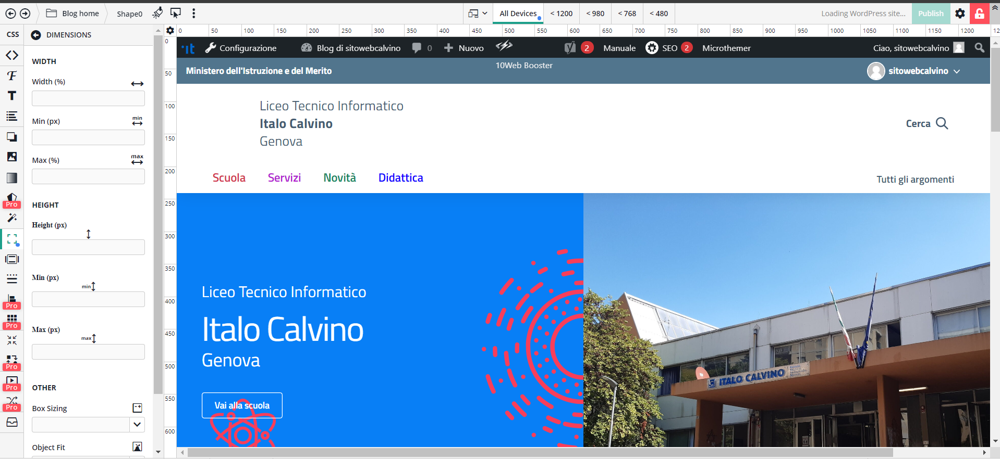 Blog home
Shape0
All Devices
< 1200
< 980
< 768
< 480
Loading WordPress site...
Publish
CSS
DIMENSIONS
0 50 100 150 200 250 300 350 400 450 500 550 600 650 700 750 800 850 900 950 1000 1050 1100 1150 1200 12
0
50
100
150
200
250
300
350
400
450
500
550
600
WIDTH
Width (%)
Min (px)
min
Max (%)
max
HEIGHT
Height (px)
Min (px)
min
Max (px)
max
OTHER
Box Sizing
Object Fit
Pro
Pro
Pro
Pro
Pro
Pro
it
Configurazione
Blog di sitowebcalvino
0
Nuovo
2
Manuale
SEO
2
Microthemer
Ciao, sitowebcalvino
Ministero dell'Istruzione e del Merito
10Web Booster
sitowebcalvino
Liceo Tecnico Informatico
Italo Calvino
Genova
Cerca
Scuola
Servizi
Novità
Didattica
Tutti gli argomenti
Liceo Tecnico Informatico
Italo Calvino
Genova
Vai alla scuola
ITALO CALVINO